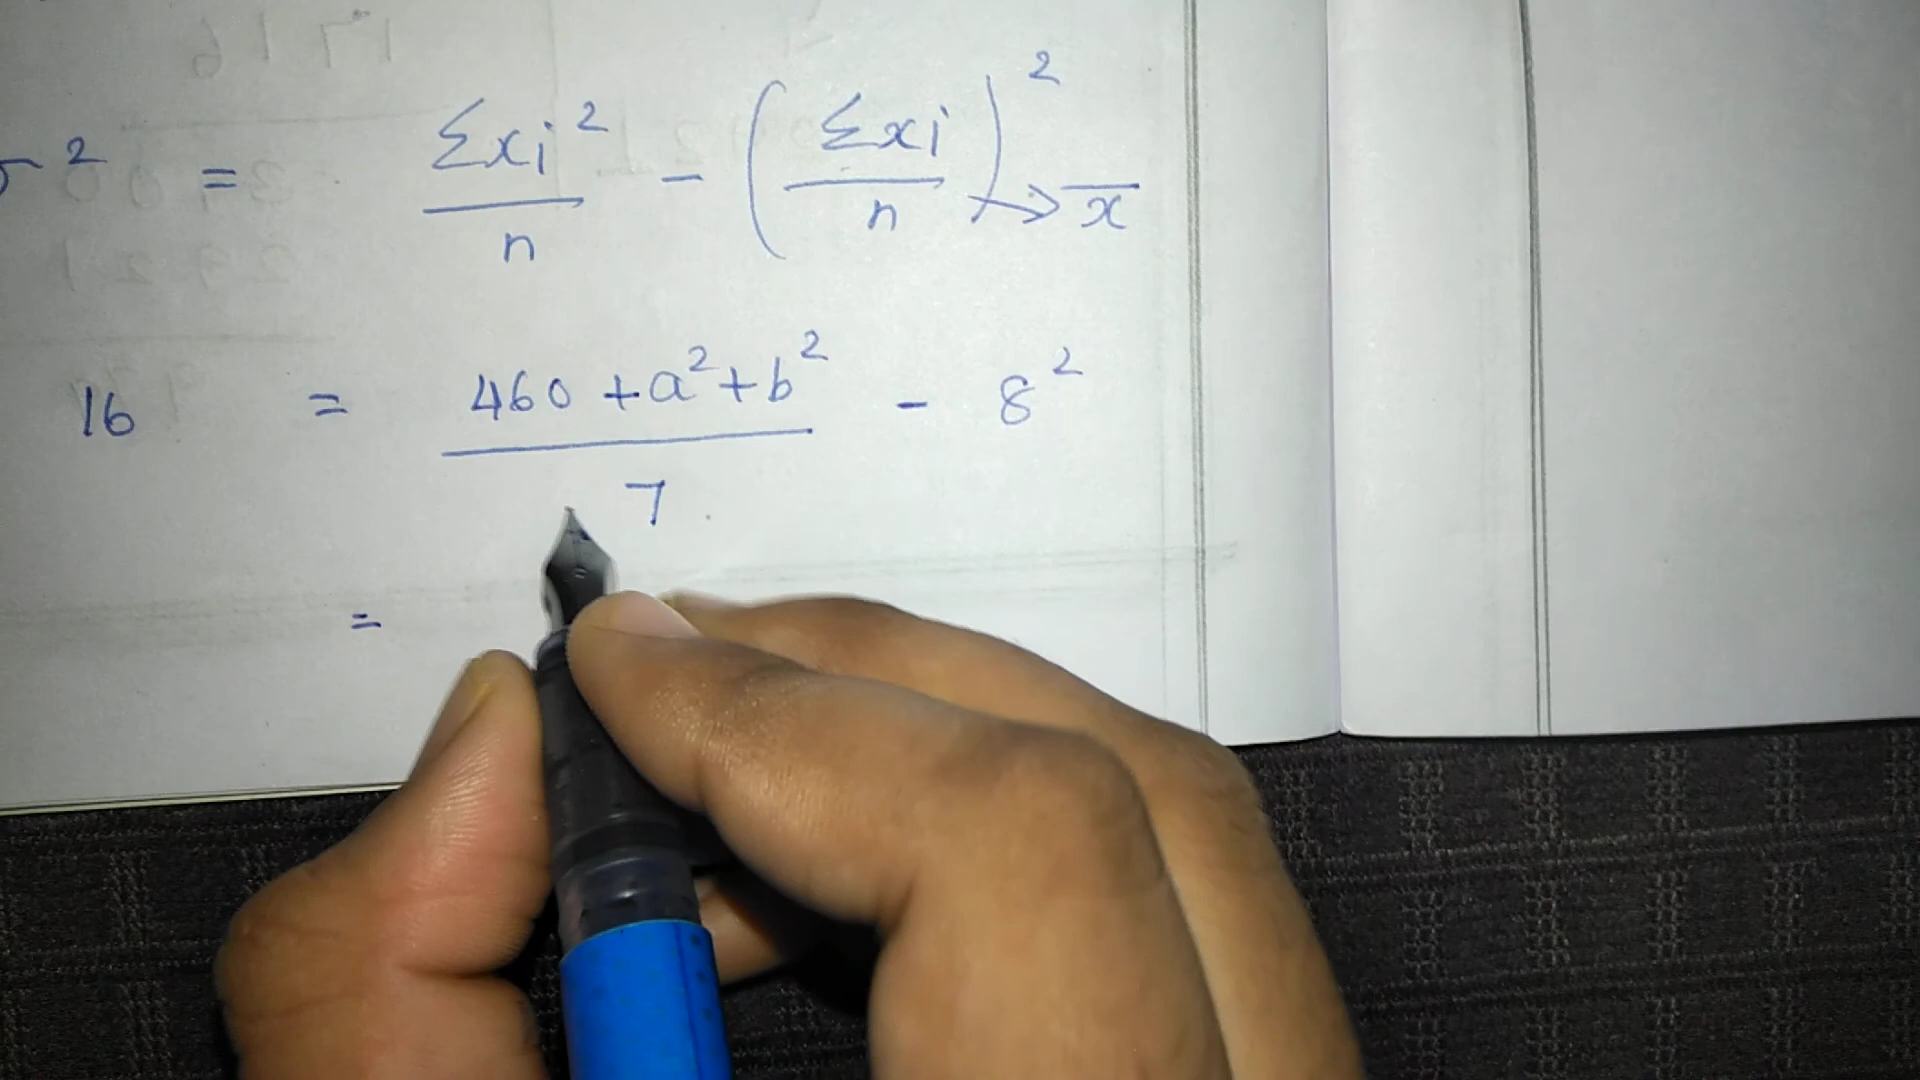 σ² = Σxi²/n - (Σxi/n)² → x̄
16 = 460 + a² + b²/7 - 8²
=